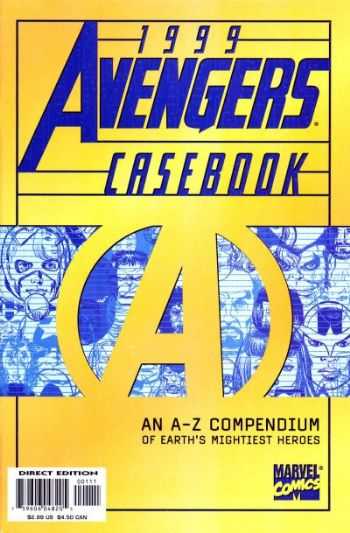 1999
AVENGERS
CASEBOOK
AN A-Z COMPENDIUM
OF EARTH'S MIGHTIEST HEROES
DIRECT EDITION
00111
$2.99 US $4.50 CAN
MARVEL
COMICS